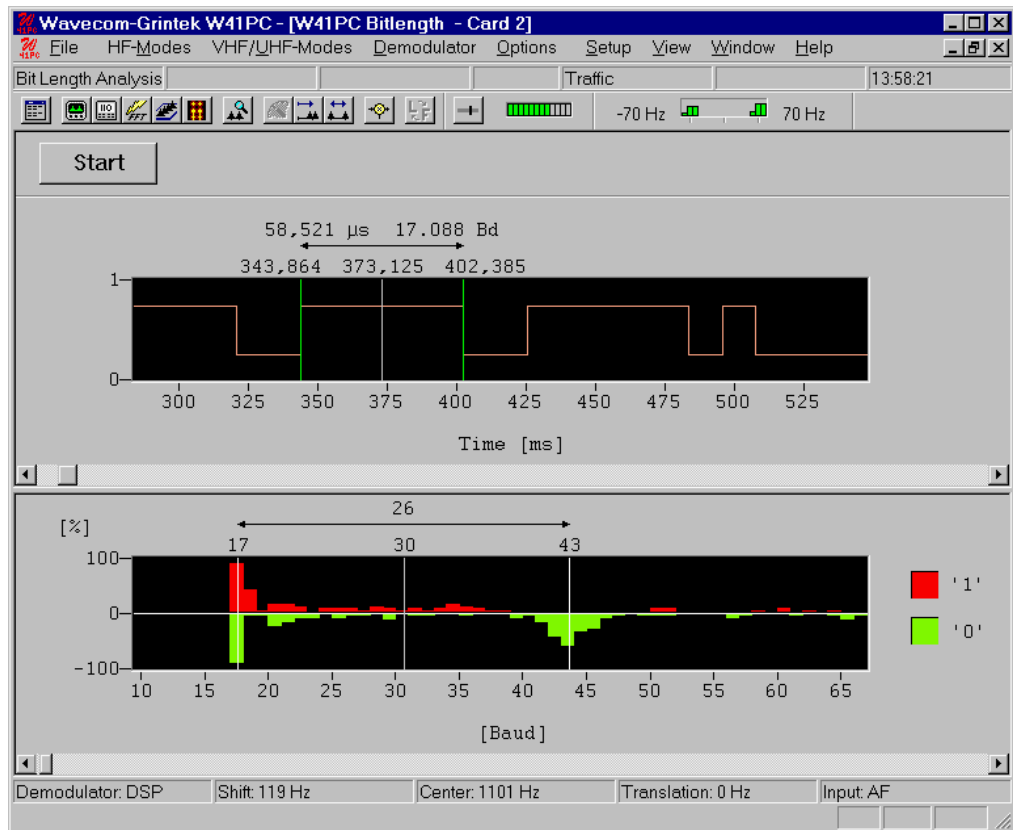 Wavecom-Grintek W41PC - [W41PC Bitlength - Card 2]
File HF-Modes VHF/UHF-Modes Demodulator Options Setup View Window Help
Bit Length Analysis Traffic 13:58:21
-70 Hz 70 Hz
Start
58,521 µs 17.088 Bd
343,864 373,125 402,385
1
0
300 325 350 375 400 425 450 475 500 525
Time [ms]
26
[%]
17 30 43
100
'1'
0
'0'
-100
10 15 20 25 30 35 40 45 50 55 60 65
[Baud]
Demodulator: DSP Shift: 119 Hz Center: 1101 Hz Translation: 0 Hz Input: AF